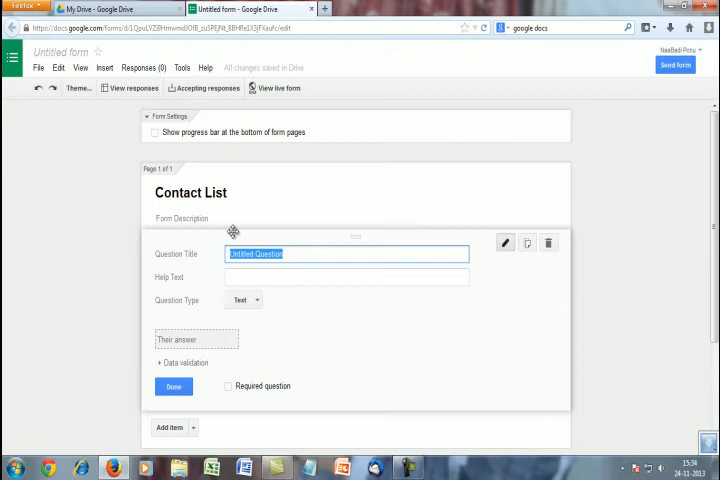 Firefox
My Drive - Google Drive
Untitled form - Google Drive
google docs
Untitled form
NaaBadi Ponu
File Edit View Insert Responses (0) Tools Help All changes saved in Drive
Send form
Theme... View responses Accepting responses View live form
Form Settings
Show progress bar at the bottom of form pages
Page 1 of 1
Contact List
Form Description
Question Title Untitled Question
Help Text
Question Type Text
Their answer
Data validation
Done Required question
Add item
15:34
24-11-2013